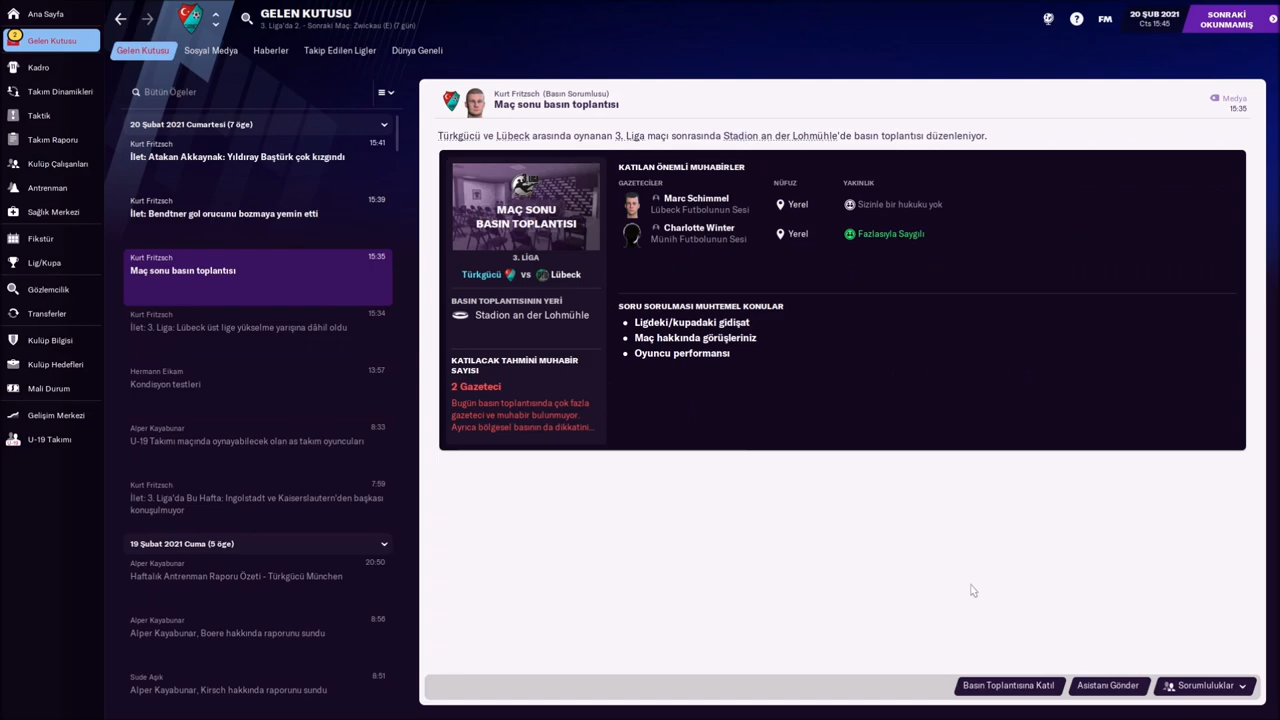 Ana Sayfa
2
Gelen Kutusu
Kadro
Takım Dinamikleri
Taktik
Takım Raporu
Kulüp Çalışanları
Antrenman
Sağlık Merkezi
Fikstür
Lig/Kupa
Gözlemcilik
Transferler
Kulüp Bilgisi
Kulüp Hedefleri
Mali Durum
Gelişim Merkezi
U-19 Takımı
GELEN KUTUSU
3. Liga'da 2. - Sonraki Maç: Zwickau (E) (7 gün)
FM
20 ŞUB 2021
Cts 15:45
SONRAKİ
OKUNMAMIŞ
Gelen Kutusu
Sosyal Medya
Haberler
Takip Edilen Ligler
Dünya Geneli
Bütün Ögeler
20 Şubat 2021 Cumartesi (7 öge)
Kurt Fritzsch 15:41
İlet: Atakan Akkaynak: Yıldıray Baştürk çok kızgındı
Kurt Fritzsch 15:39
İlet: Bendtner gol orucunu bozmaya yemin etti
Kurt Fritzsch 15:35
Maç sonu basın toplantısı
Kurt Fritzsch 15:34
İlet: 3. Liga: Lübeck üst lige yükselme yarışına dâhil oldu
Hermann Eikam 13:57
Kondisyon testleri
Alper Kayabunar 8:33
U-19 Takımı maçında oynayabilecek olan as takım oyuncuları
Kurt Fritzsch 7:59
İlet: 3. Liga'da Bu Hafta: Ingolstadt ve Kaiserslautern'den başkası
konuşulmuyor
19 Şubat 2021 Cuma (5 öge)
Alper Kayabunar 20:50
Haftalık Antrenman Raporu Özeti - Türkgücü München
Alper Kayabunar 8:56
Alper Kayabunar, Boere hakkında raporunu sundu
Sude Aşik 8:51
Alper Kayabunar, Kirsch hakkında raporunu sundu
Kurt Fritzsch (Basın Sorumlusu)
Maç sonu basın toplantısı
Medya
15:35
Türkgücü ve Lübeck arasında oynanan 3. Liga maçı sonrasında Stadion an der Lohmühle'de basın toplantısı düzenleniyor.
MAÇ SONU
BASIN TOPLANTISI
3. LİGA
Türkgücü VS Lübeck
BASIN TOPLANTISININ YERİ
Stadion an der Lohmühle
KATILACAK TAHMİNİ MUHABİR
SAYISI
2 Gazeteci
Bugün basın toplantısında çok fazla
gazeteci ve muhabir bulunmuyor.
Ayrıca bölgesel basının da dikkatini...
KATILAN ÖNEMLİ MUHABİRLER
GAZETECİLER NÜFUZ YAKINLIK
Marc Schimmel
Lübeck Futbolunun Sesi
Yerel
Sizinle bir hukuku yok
Charlotte Winter
Münih Futbolunun Sesi
Yerel
Fazlasıyla Saygılı
SORU SORULMASI MUHTEMEL KONULAR
Ligdeki/kupadaki gidişat
Maç hakkında görüşleriniz
Oyuncu performansı
Basın Toplantısına Katıl
Asistanı Gönder
Sorumluluklar